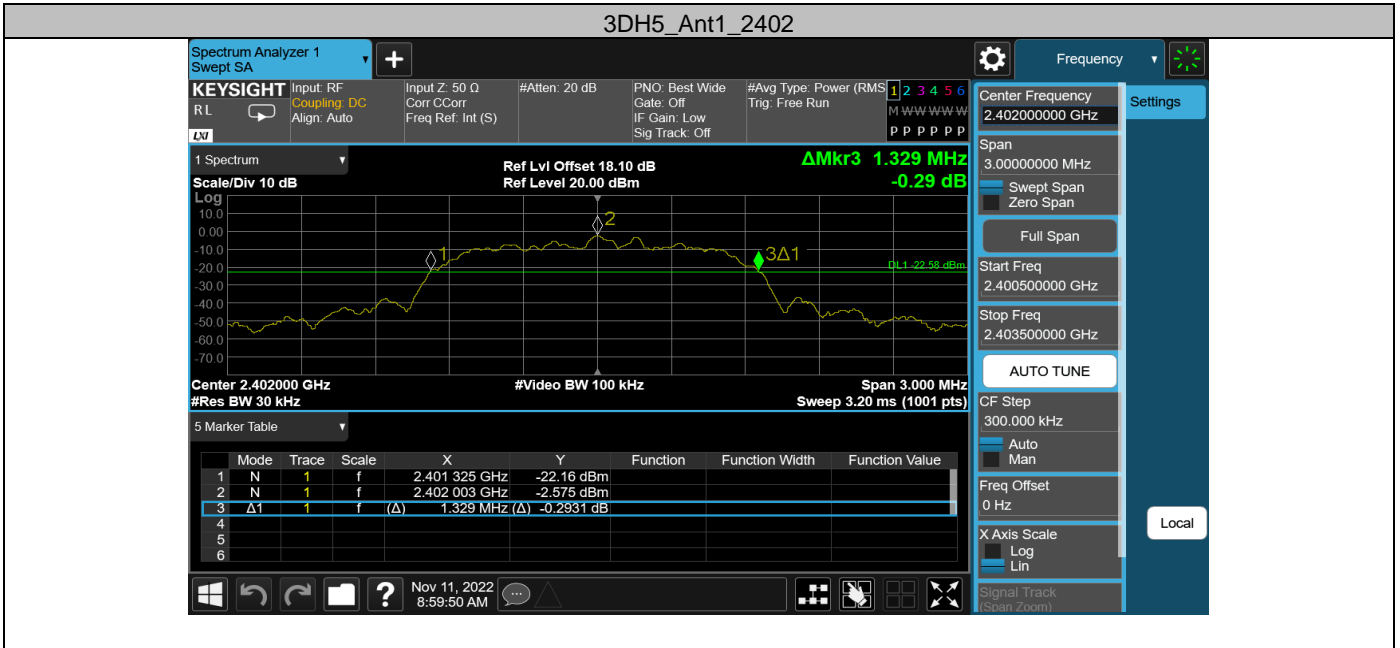 3DH5_Ant1_2402
Spectrum Analyzer 1
Swept SA
+
Frequency
KEYSIGHT
RL
LXI
Input: RF
Coupling: DC
Align: Auto
Input Z: 50 Ω
Corr CCorr
Freq Ref: Int (S)
#Atten: 20 dB
PNO: Best Wide
Gate: Off
IF Gain: Low
Sig Track: Off
#Avg Type: Power (RMS
Trig: Free Run
1 2 3 4 5 6
M W W W W W
P P P P P P
1 Spectrum
Scale/Div 10 dB
Ref Lvl Offset 18.10 dB
Ref Level 20.00 dBm
ΔMkr3 1.329 MHz
-0.29 dB
Log
10.0
0.00
-10.0
-20.0
-30.0
-40.0
-50.0
-60.0
-70.0
1
2
3Δ1
DL1 -22.58 dBm
Center 2.402000 GHz
#Video BW 100 kHz
Span 3.000 MHz
#Res BW 30 kHz
Sweep 3.20 ms (1001 pts)
5 Marker Table
Mode Trace Scale X Y Function Function Width Function Value
1 N 1 f 2.401 325 GHz -22.16 dBm
2 N 1 f 2.402 003 GHz -2.575 dBm
3 Δ1 1 f (Δ) 1.329 MHz (Δ) -0.2931 dB
4
5
6
?
Nov 11, 2022
8:59:50 AM
Center Frequency
2.402000000 GHz
Span
3.00000000 MHz
Swept Span
Zero Span
Full Span
Start Freq
2.400500000 GHz
Stop Freq
2.403500000 GHz
AUTO TUNE
CF Step
300.000 kHz
Auto
Man
Freq Offset
0 Hz
X Axis Scale
Log
Lin
Signal Track
(Span Zoom)
Settings
Local